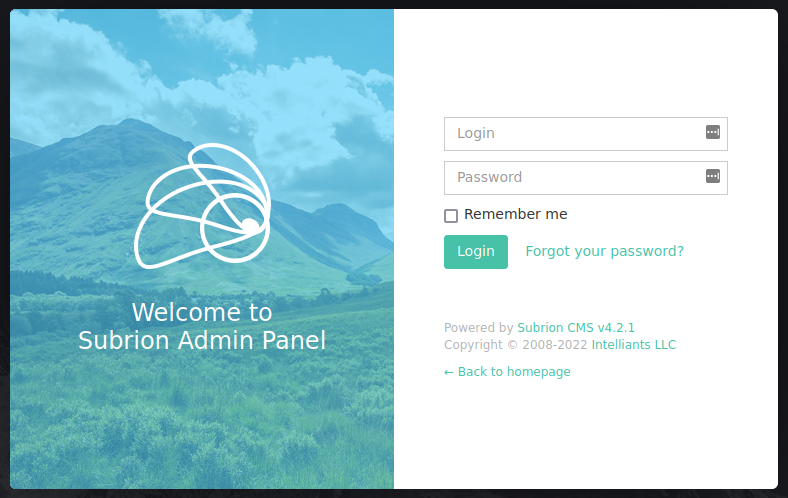 Welcome to
Subrion Admin Panel
Login
Password
Remember me
Login Forgot your password?
Powered by Subrion CMS v4.2.1
Copyright © 2008-2022 Intelliants LLC
← Back to homepage